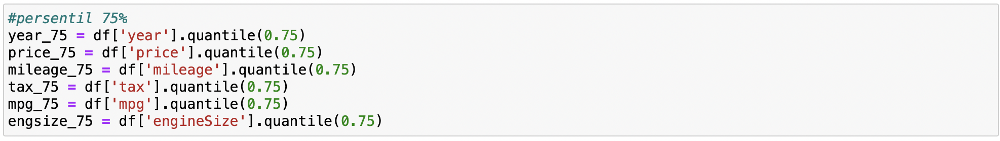 #persentil 75%
year_75 = df['year'].quantile(0.75)
price_75 = df['price'].quantile(0.75)
mileage_75 = df['mileage'].quantile(0.75)
tax_75 = df['tax'].quantile(0.75)
mpg_75 = df['mpg'].quantile(0.75)
engsize_75 = df['engineSize'].quantile(0.75)